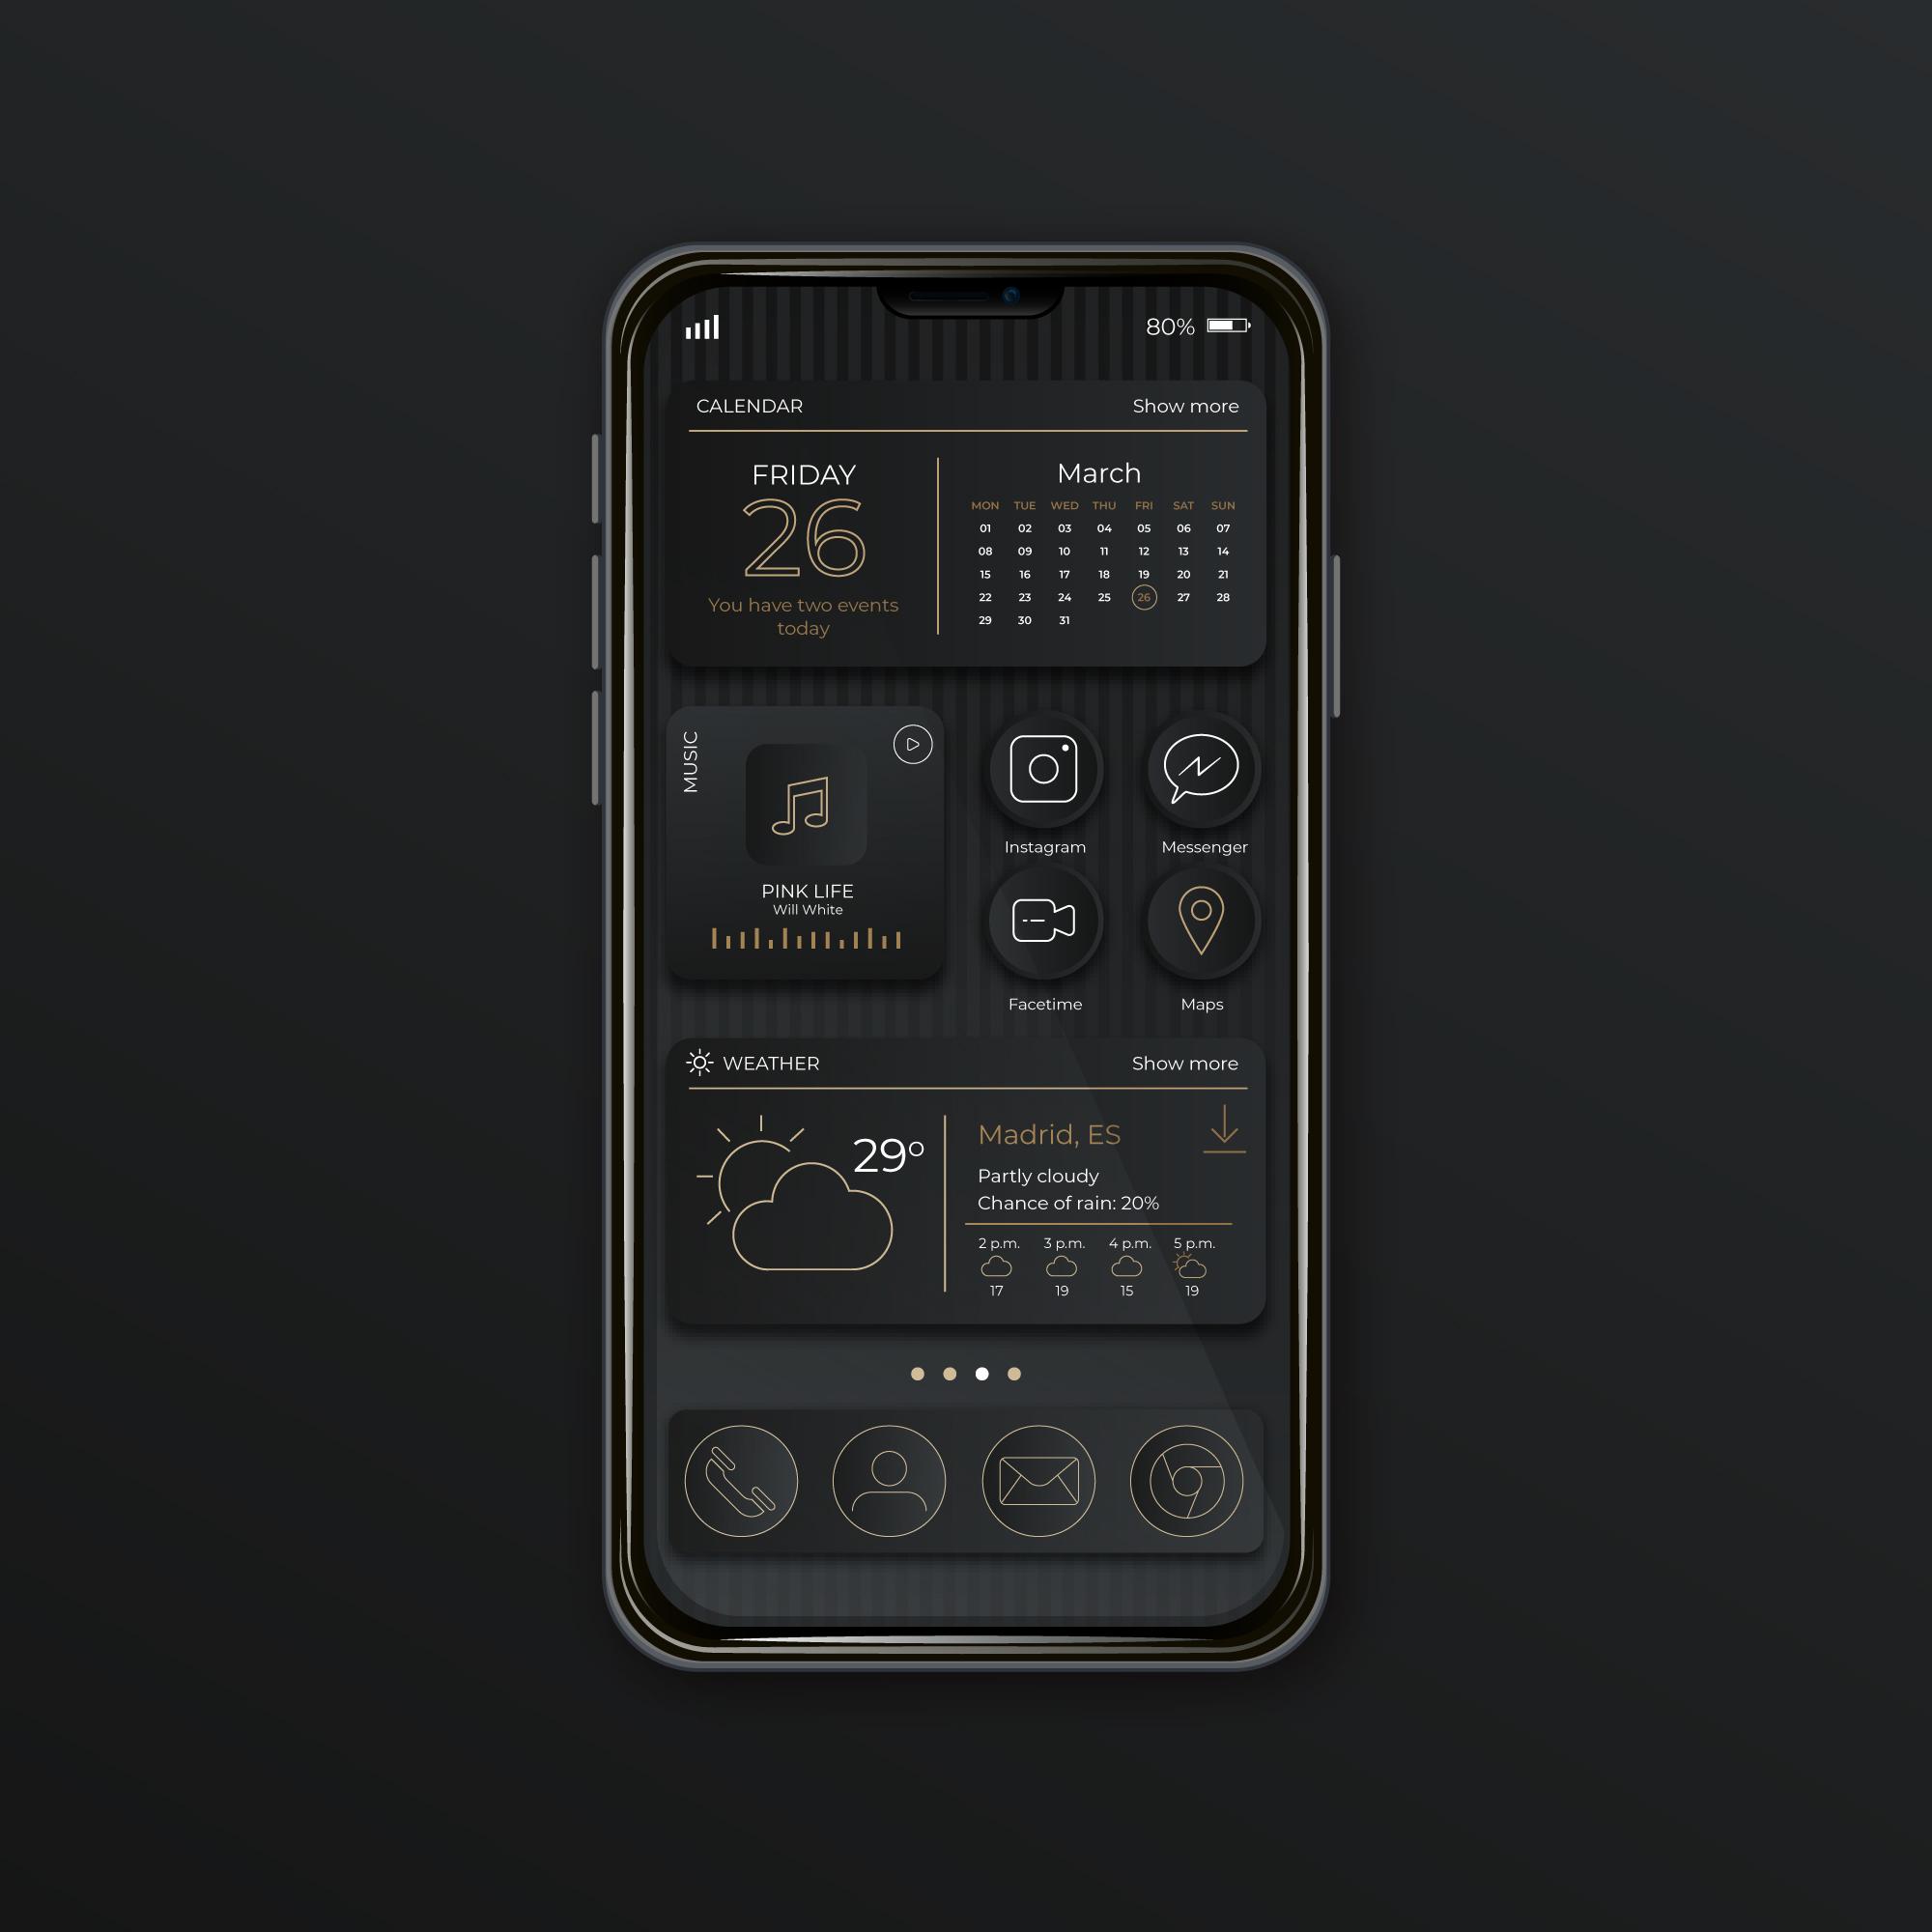 80%
CALENDAR Show more
FRIDAY
26
You have two events
today
March
MON TUE WED THU FRI SAT SUN
01 02 03 04 05 06 07
08 09 10 11 12 13 14
15 16 17 18 19 20 21
22 23 24 25 26 27 28
29 30 31
MUSIC
PINK LIFE
Will White
Instagram Messenger
Facetime Maps
WEATHER Show more
29°
Madrid, ES
Partly cloudy
Chance of rain: 20%
2 p.m. 3 p.m. 4 p.m. 5 p.m.
17 19 15 19